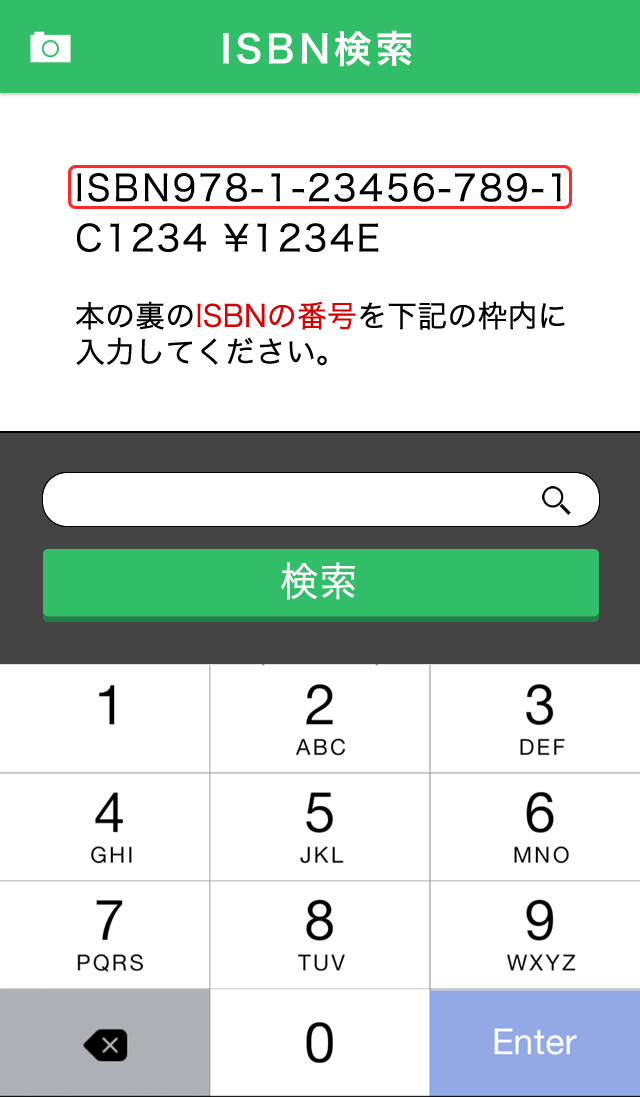 ISBN検索
ISBN978-1-23456-789-1
C1234 ¥1234E
本の裏のISBNの番号を下記の枠内に
入力してください。
検索
1 2 3
ABC DEF
4 5 6
GHI JKL MNO
7 8 9
PQRS TUV WXYZ
0 Enter